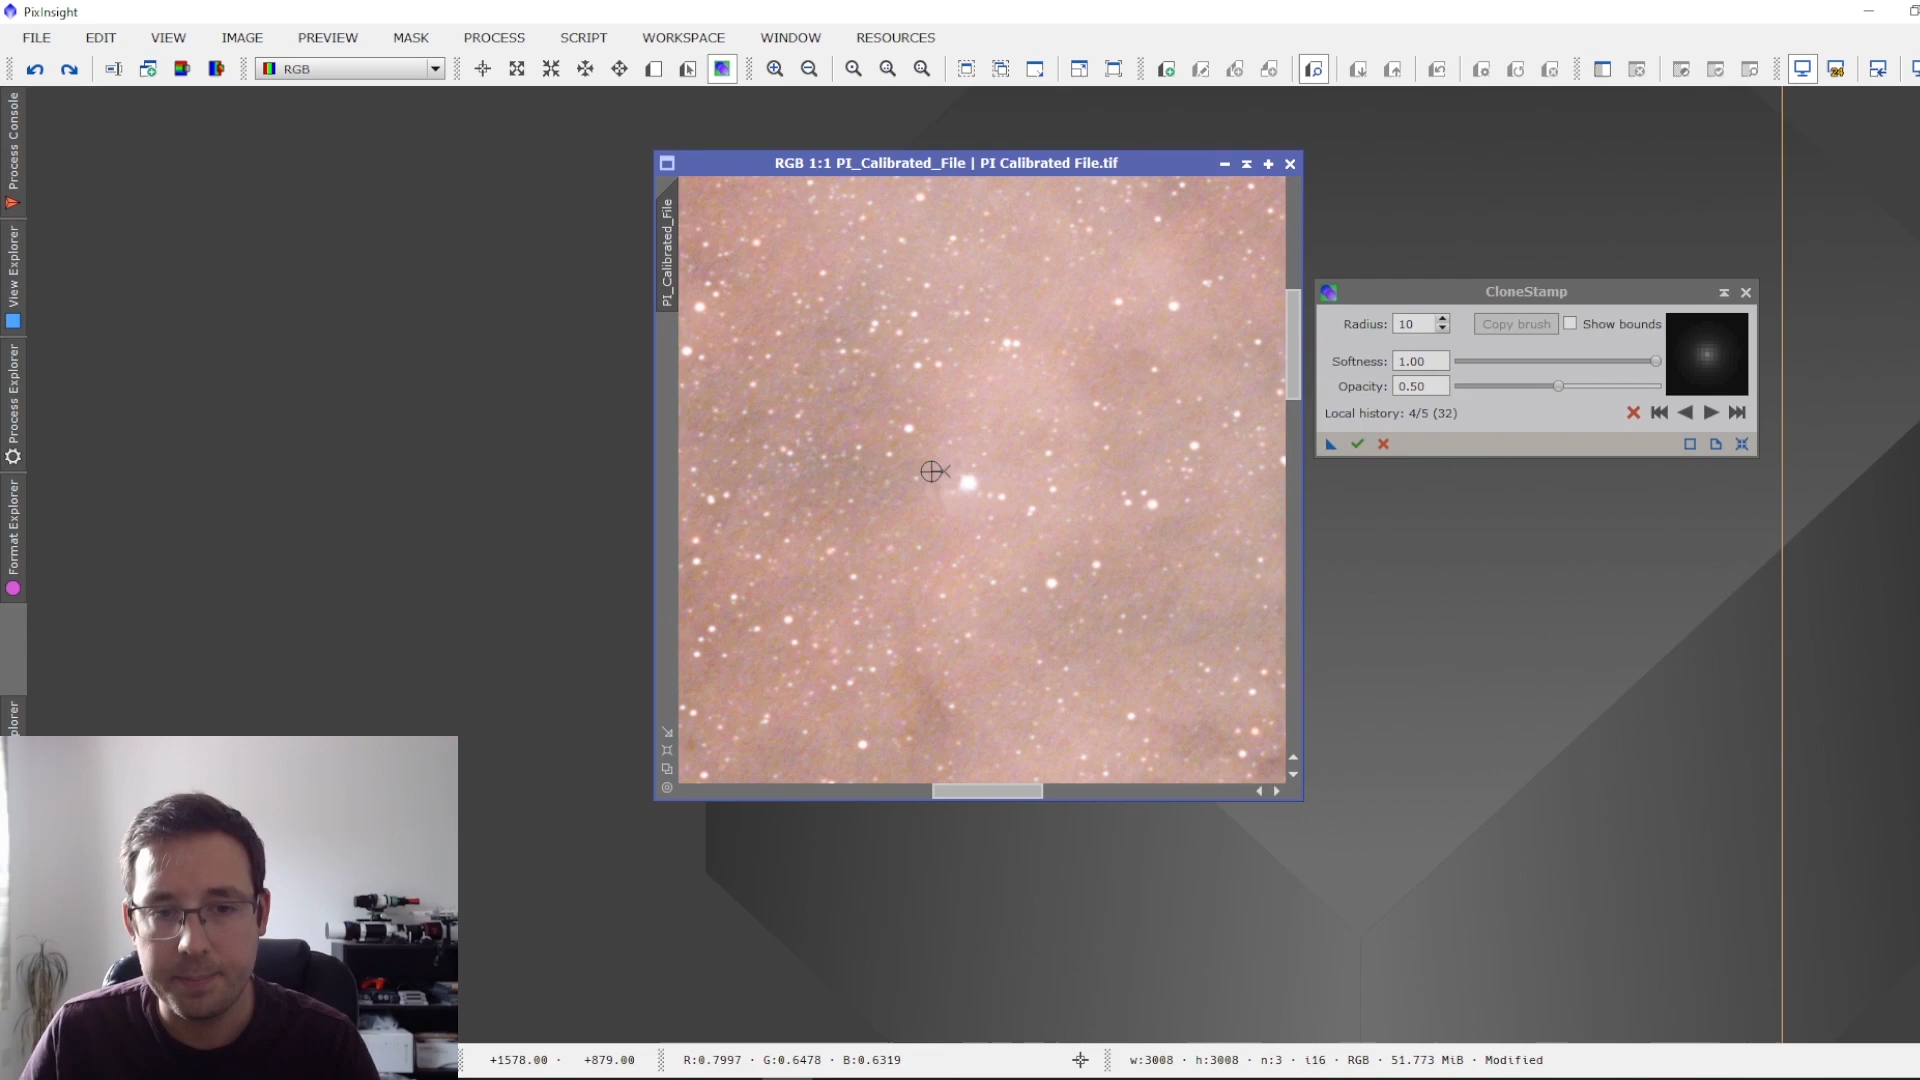 PixInsight
FILE EDIT VIEW IMAGE PREVIEW MASK PROCESS SCRIPT WORKSPACE WINDOW RESOURCES
RGB
24
Process Console
View Explorer
Process Explorer
Format Explorer
plorer
RGB 1:1 PI_Calibrated_File | PI Calibrated File.tif
PI_Calibrated_File
CloneStamp
Radius: 10 Copy brush Show bounds
Softness: 1.00
Opacity: 0.50
Local history: 4/5 (32)
+1578.00 · +879.00 R:0.7997 · G:0.6478 · B:0.6319 w:3008 · h:3008 · n:3 · i16 · RGB · 51.773 MiB · Modified